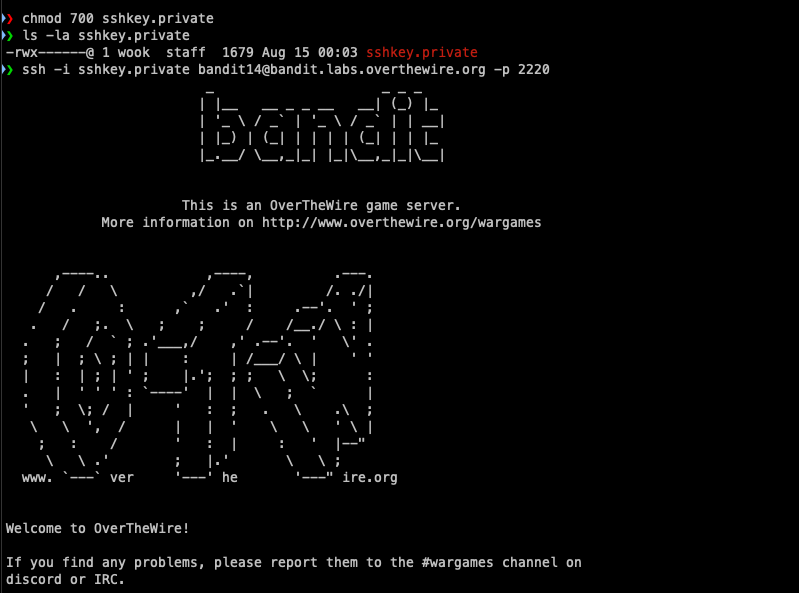 ❯ chmod 700 sshkey.private
❯ ls -la sshkey.private
-rwx------@ 1 wook  staff  1679 Aug 15 00:03 sshkey.private
❯ ssh -i sshkey.private bandit14@bandit.labs.overthewire.org -p 2220
bandit
This is an OverTheWire game server.
More information on http://www.overthewire.org/wargames
www. ver he ire.org
Welcome to OverTheWire!
If you find any problems, please report them to the #wargames channel on
discord or IRC.